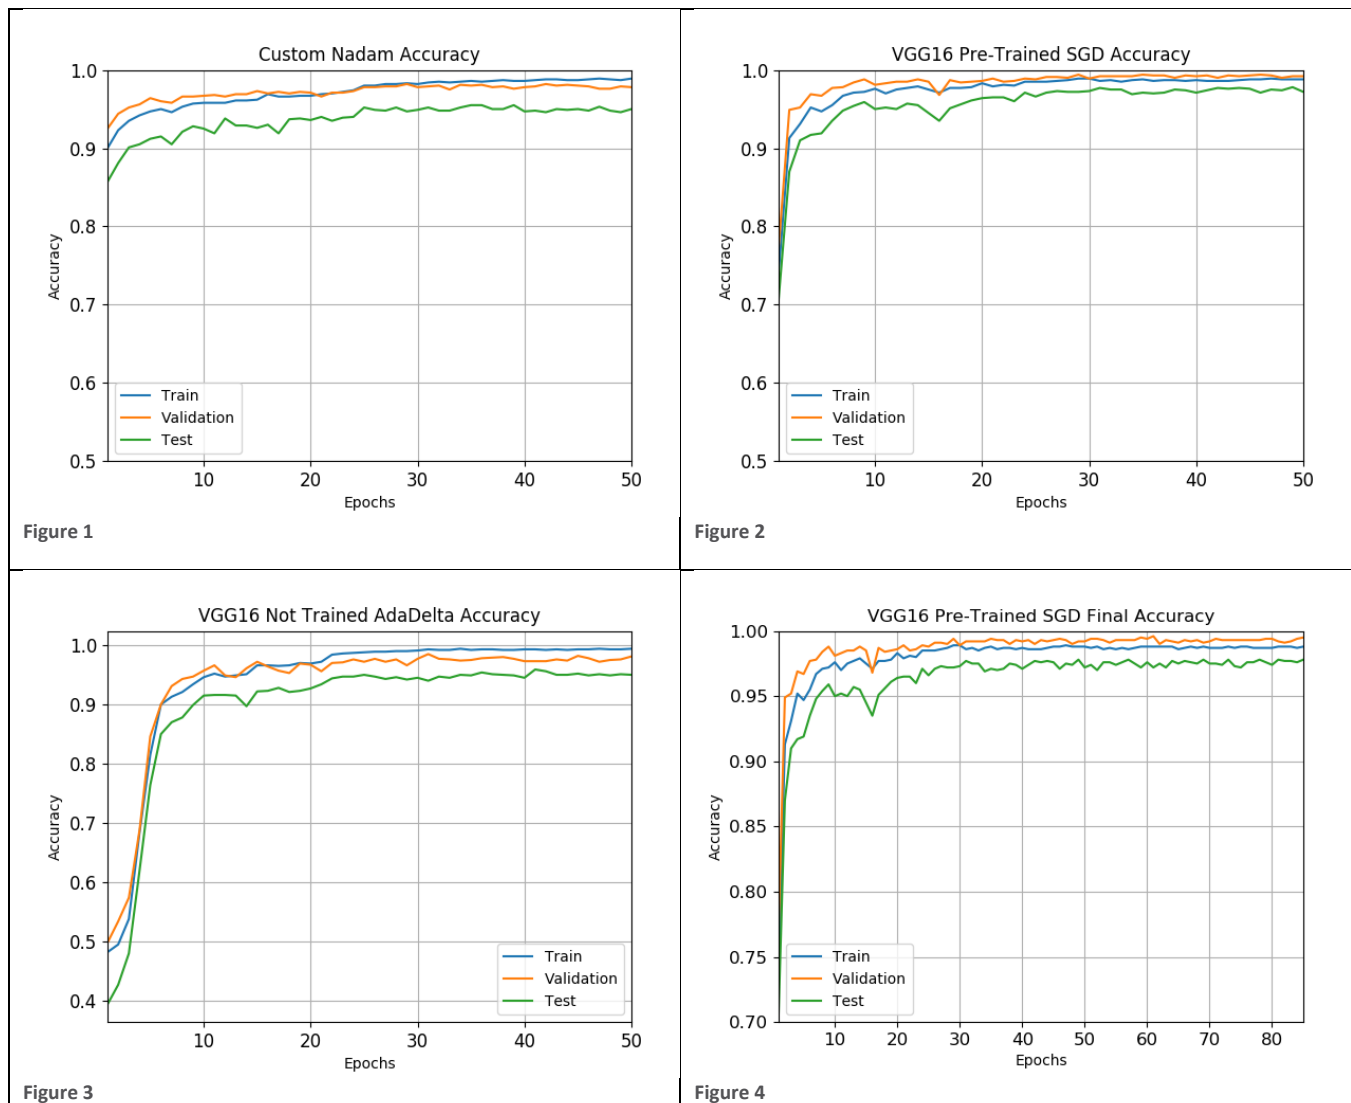 Custom Nadam Accuracy
1.0
0.9
0.8
0.7
0.6
0.5
Accuracy
Train
Validation
Test
10 20 30 40 50
Epochs
Figure 1
VGG16 Pre-Trained SGD Accuracy
1.0
0.9
0.8
0.7
0.6
0.5
Accuracy
Train
Validation
Test
10 20 30 40 50
Epochs
Figure 2
VGG16 Not Trained AdaDelta Accuracy
1.0
0.9
0.8
0.7
0.6
0.5
0.4
Accuracy
Train
Validation
Test
10 20 30 40 50
Epochs
Figure 3
VGG16 Pre-Trained SGD Final Accuracy
1.00
0.95
0.90
0.85
0.80
0.75
0.70
Accuracy
Train
Validation
Test
10 20 30 40 50 60 70 80
Epochs
Figure 4